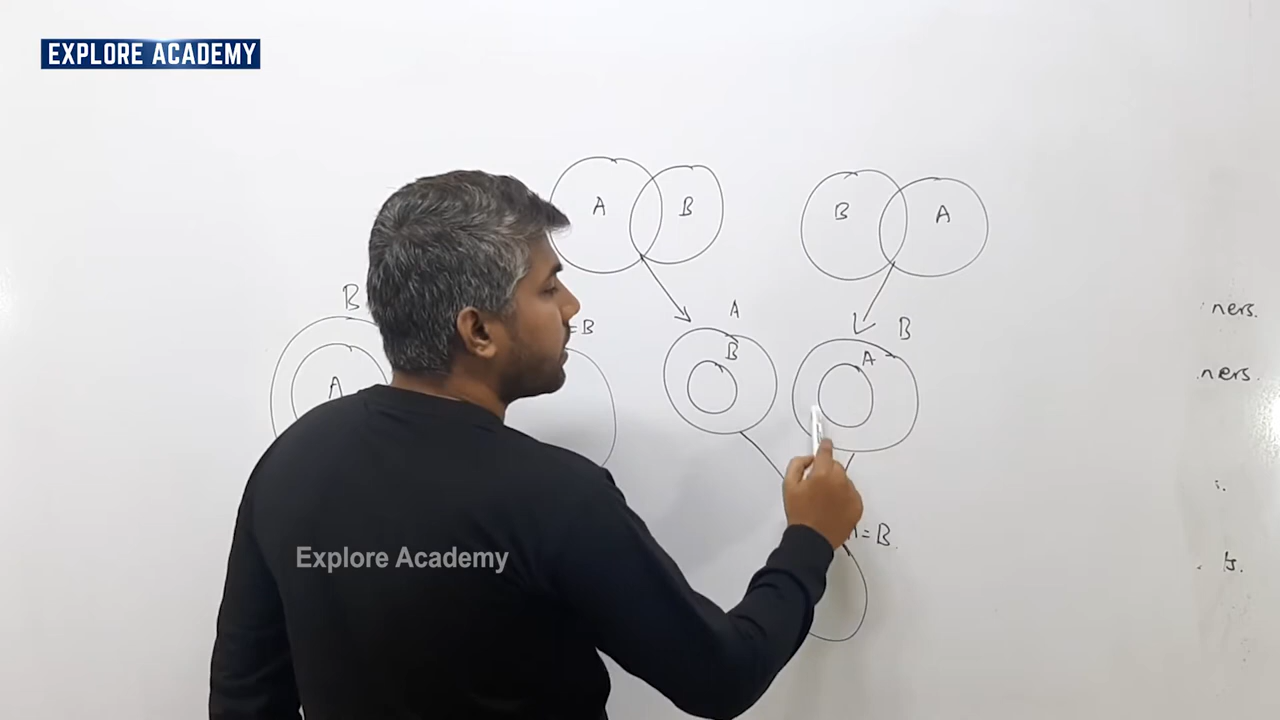 EXPLORE ACADEMY
A B
B A
B
A
= B
A
B
B
A
= B.
ners.
ners.
Explore Academy